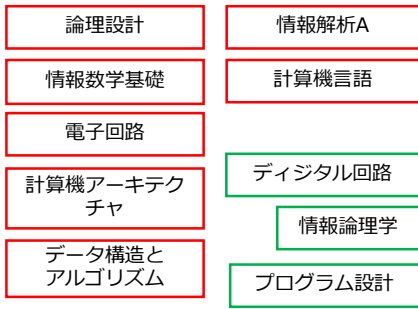 論理設計
情報解析A
情報数学基礎
計算機言語
電子回路
計算機アーキテク
チャ
ディジタル回路
情報論理学
データ構造と
アルゴリズム
プログラム設計